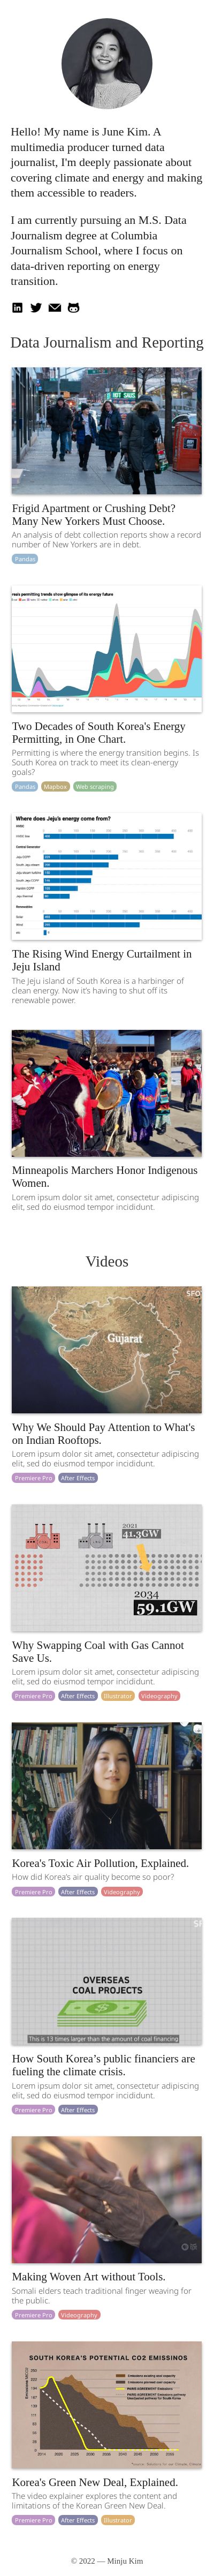 Hello! My name is June Kim. A
multimedia producer turned data
journalist, I'm deeply passionate about
covering climate and energy and making
them accessible to readers.
I am currently pursuing an M.S. Data
Journalism degree at Columbia
Journalism School, where I focus on
data-driven reporting on energy
transition.
Data Journalism and Reporting
HOT SALADS
Frigid Apartment or Crushing Debt?
Many New Yorkers Must Choose.
An analysis of debt collection reports show a record
number of New Yorkers are in debt.
Pandas
permitting trends show glimpses of its energy future
Two Decades of South Korea's Energy
Permitting, in One Chart.
Permitting is where the energy transition begins. Is
South Korea on track to meet its clean-energy
goals?
Pandas Mapbox Web scraping
Where does Jeju's energy come from?
The Rising Wind Energy Curtailment in
Jeju Island
The Jeju island of South Korea is a harbinger of
clean energy. Now it's having to shut off its
renewable power.
Minneapolis Marchers Honor Indigenous
Women.
Lorem ipsum dolor sit amet, consectetur adipiscing
elit, sed do eiusmod tempor incididunt.
Videos
SFO
Gujarat
Why We Should Pay Attention to What's
on Indian Rooftops.
Lorem ipsum dolor sit amet, consectetur adipiscing
elit, sed do eiusmod tempor incididunt.
Premiere Pro After Effects
2021
41.3GW
2034
59.1GW
Why Swapping Coal with Gas Cannot
Save Us.
Lorem ipsum dolor sit amet, consectetur adipiscing
elit, sed do eiusmod tempor incididunt.
Premiere Pro After Effects Illustrator Videography
Korea's Toxic Air Pollution, Explained.
How did Korea's air quality become so poor?
Premiere Pro After Effects Videography
OVERSEAS
COAL PROJECTS
This is 13 times larger than the amount of coal financing
How South Korea’s public financiers are
fueling the climate crisis.
Lorem ipsum dolor sit amet, consectetur adipiscing
elit, sed do eiusmod tempor incididunt.
Premiere Pro After Effects
Making Woven Art without Tools.
Somali elders teach traditional finger weaving for
the public.
Premiere Pro Videography
SOUTH KOREA'S POTENTIAL CO2 EMISSINOS
Korea's Green New Deal, Explained.
The video explainer explores the content and
limitations of the Korean Green New Deal.
Premiere Pro After Effects Illustrator
© 2022 — Minju Kim